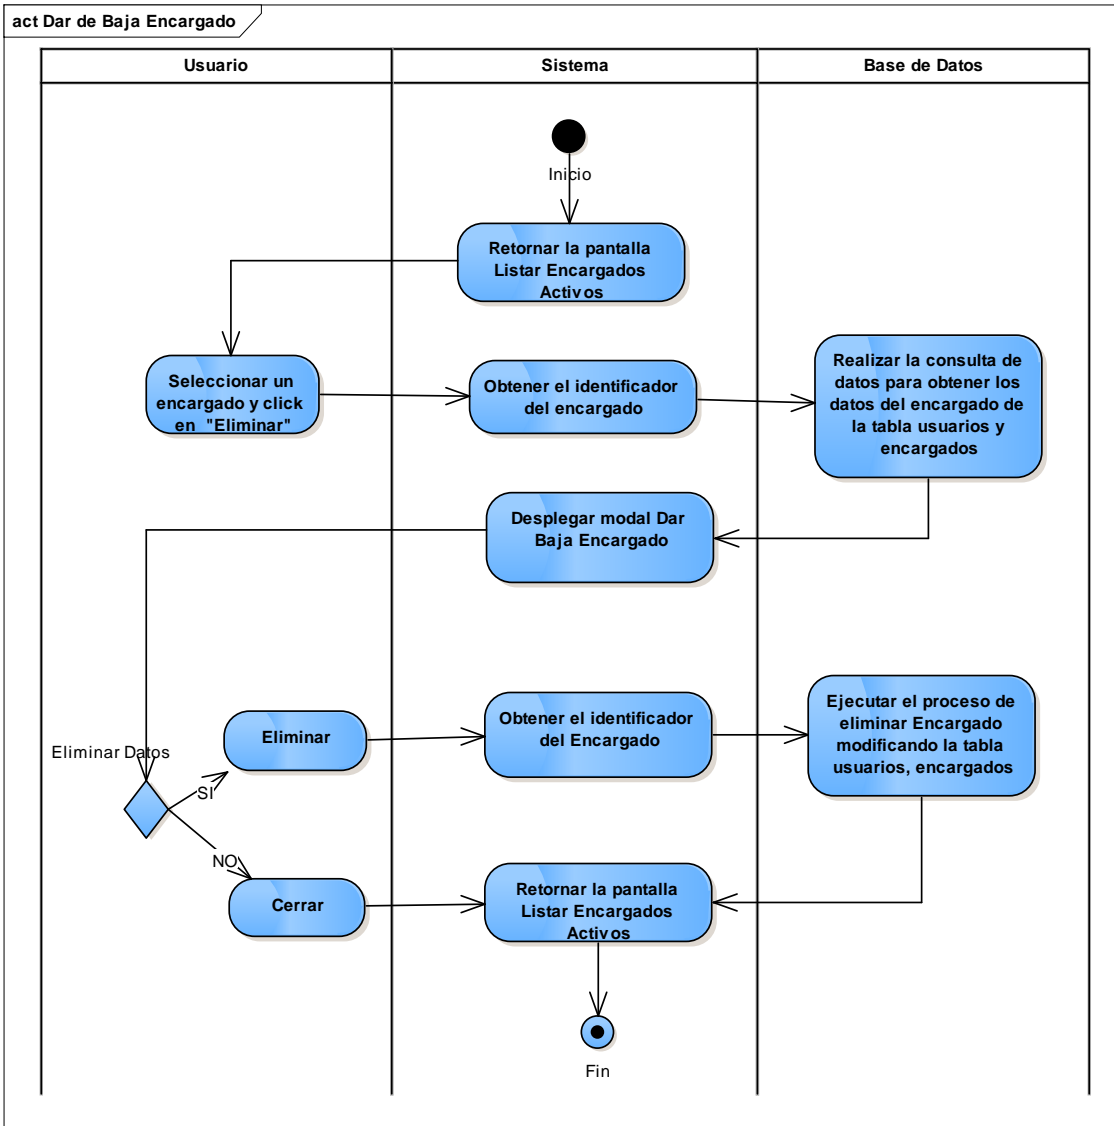 act Dar de Baja Encargado
Usuario
Sistema
Base de Datos
Inicio
Retornar la pantalla
Listar Encargados
Activos
Seleccionar un
encargado y click
en "Eliminar"
Obtener el identificador
del encargado
Realizar la consulta de
datos para obtener los
datos del encargado de
la tabla usuarios y
encargados
Desplegar modal Dar
Baja Encargado
Eliminar Datos
SI
NO
Eliminar
Obtener el identificador
del Encargado
Ejecutar el proceso de
eliminar Encargado
modificando la tabla
usuarios, encargados
Cerrar
Retornar la pantalla
Listar Encargados
Activos
Fin